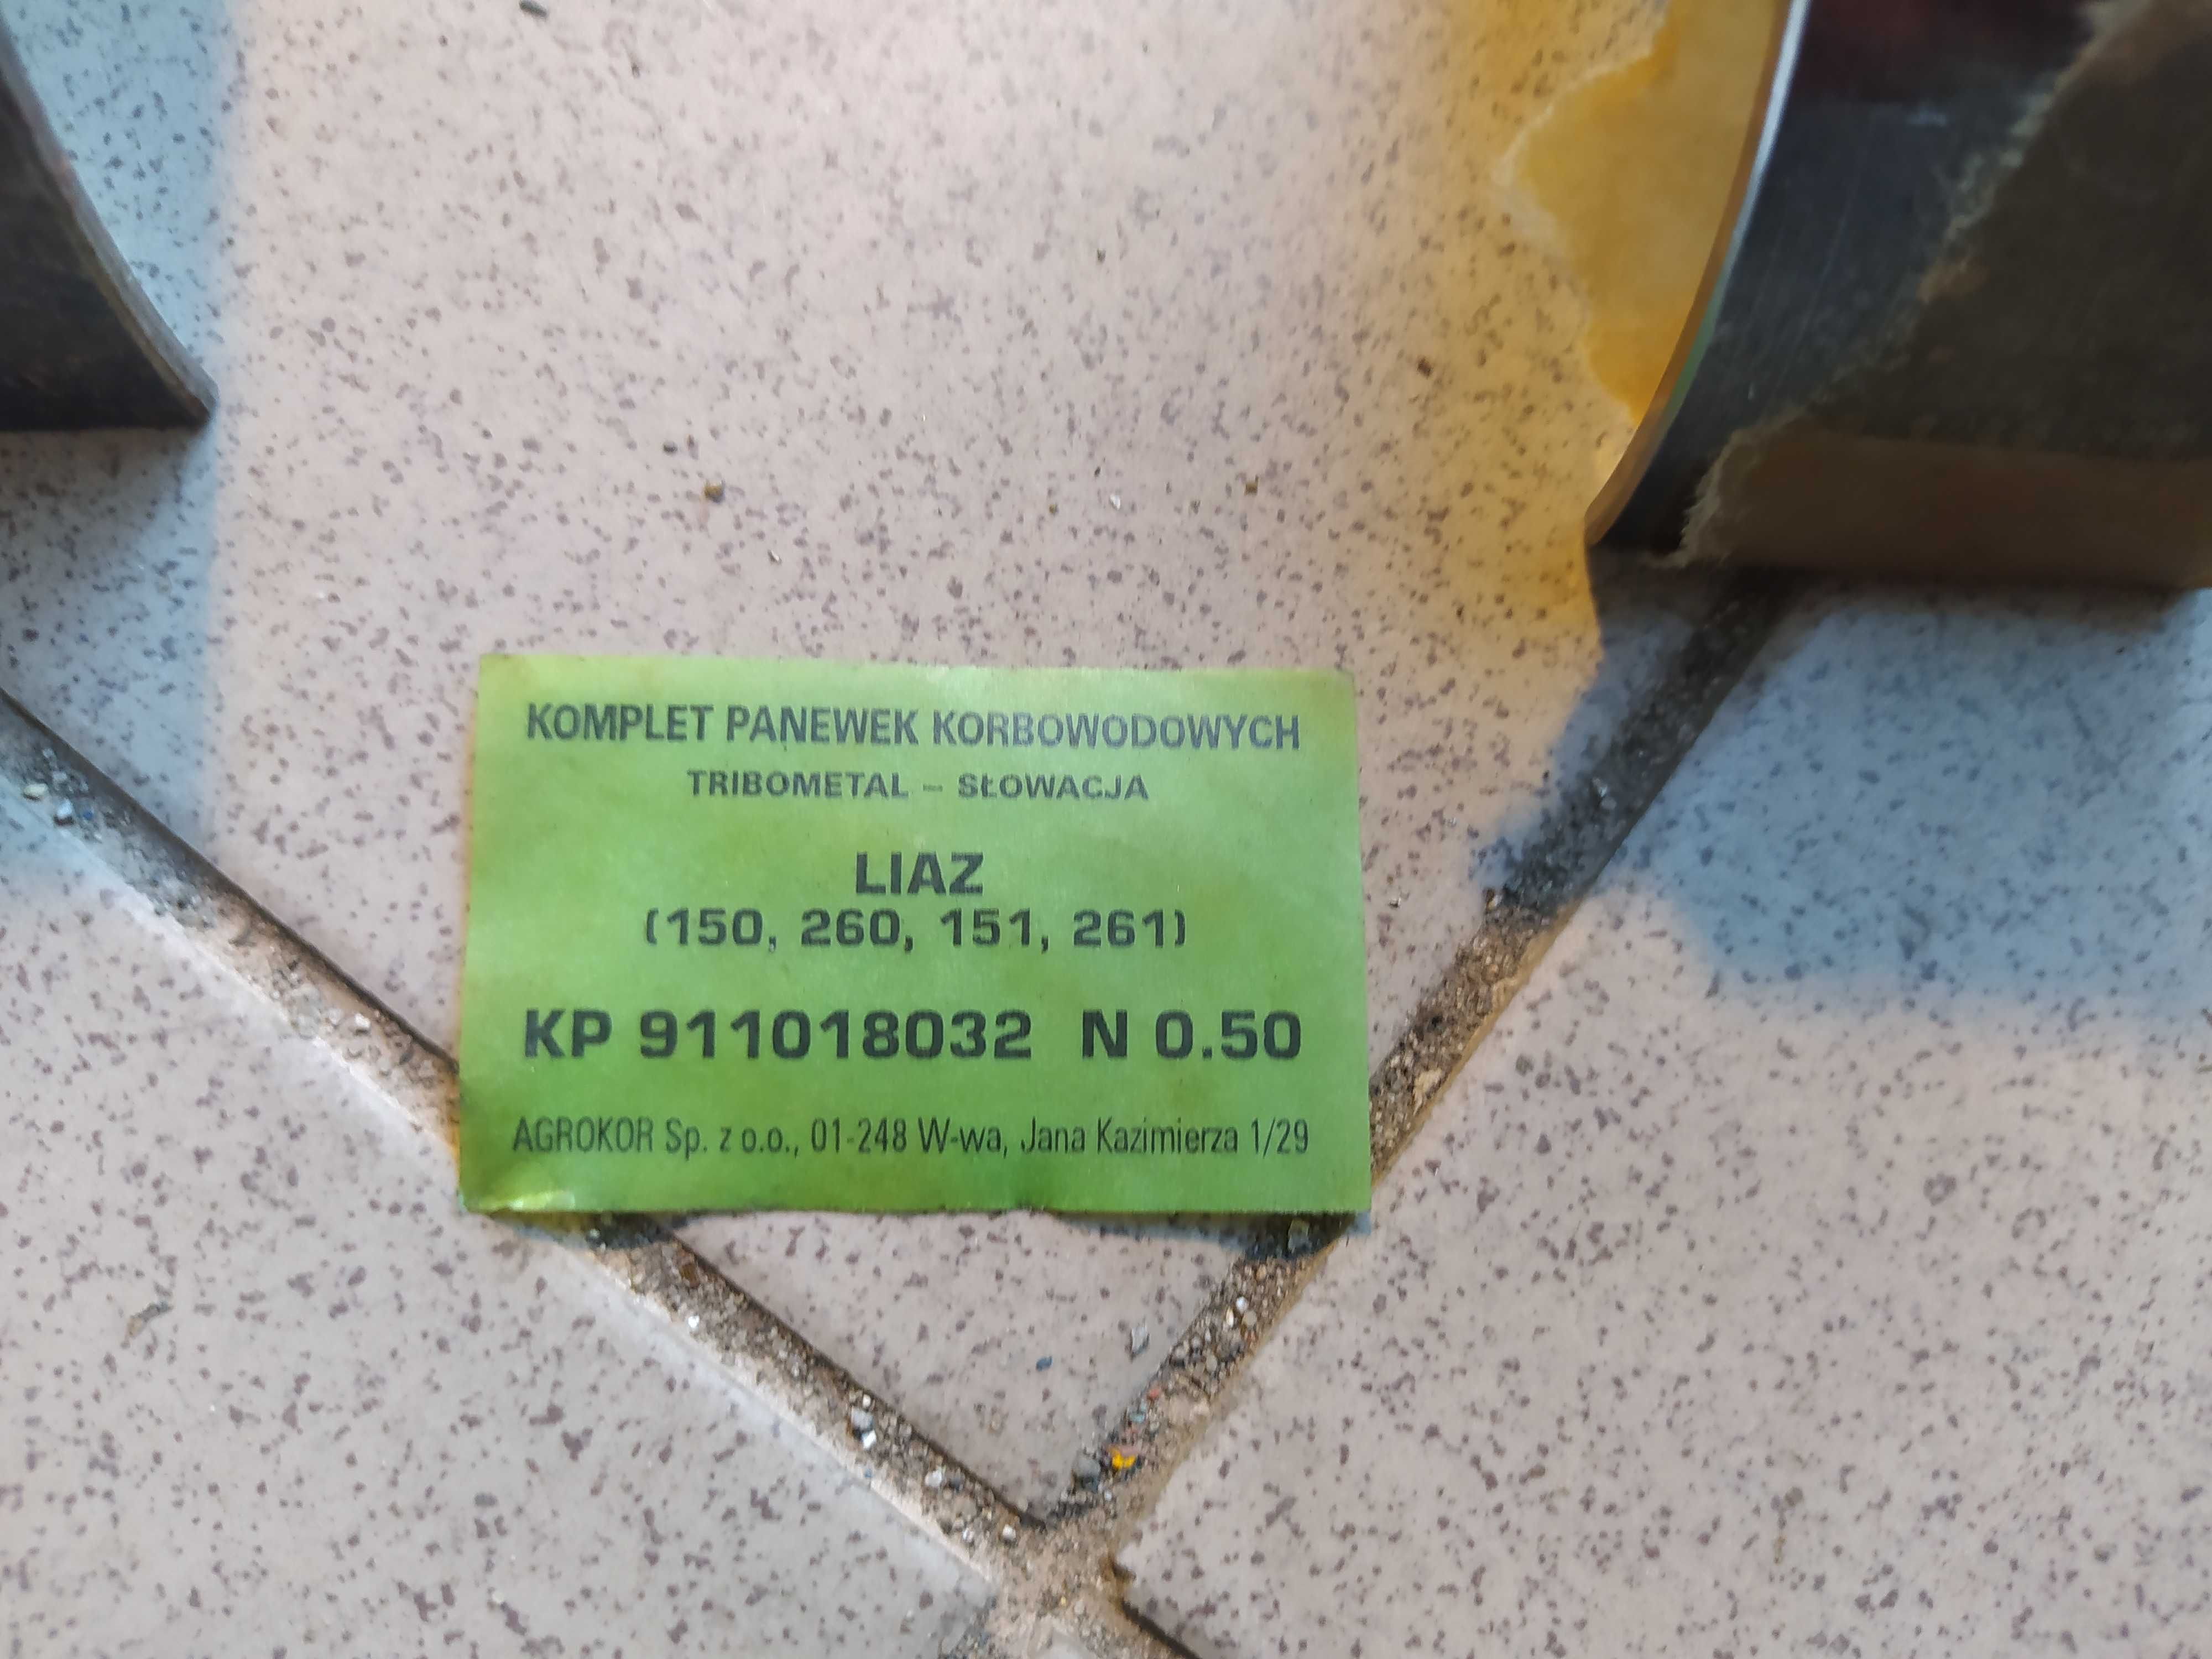 KOMPLET PANEWEK KORBOWODOWYCH
TRIBOMETAL – SŁOWACJA
LIAZ
(150, 260, 151, 261)
KP 911018032 N 0.50
AGROKOR Sp. z o.o., 01-248 W-wa, Jana Kazimierza 1/29